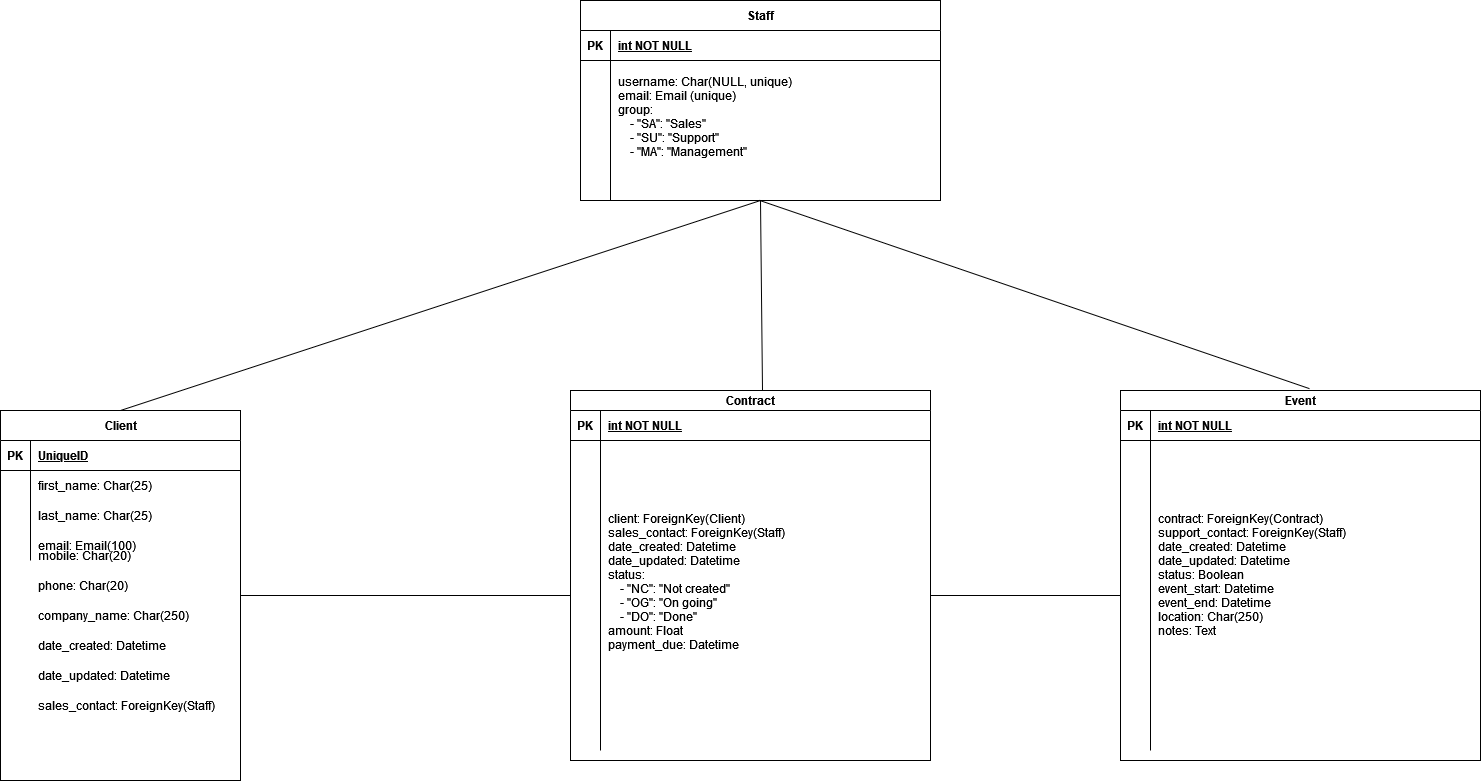 Staff
PK int NOT NULL
username: Char(NULL, unique)
email: Email (unique)
group:
- "SA": "Sales"
- "SU": "Support"
- "MA": "Management"
Client
PK UniqueID
first_name: Char(25)
last_name: Char(25)
email: Email(100)
mobile: Char(20)
phone: Char(20)
company_name: Char(250)
date_created: Datetime
date_updated: Datetime
sales_contact: ForeignKey(Staff)
Contract
PK int NOT NULL
client: ForeignKey(Client)
sales_contact: ForeignKey(Staff)
date_created: Datetime
date_updated: Datetime
status:
- "NC": "Not created"
- "OG": "On going"
- "DO": "Done"
amount: Float
payment_due: Datetime
Event
PK int NOT NULL
contract: ForeignKey(Contract)
support_contact: ForeignKey(Staff)
date_created: Datetime
date_updated: Datetime
status: Boolean
event_start: Datetime
event_end: Datetime
location: Char(250)
notes: Text